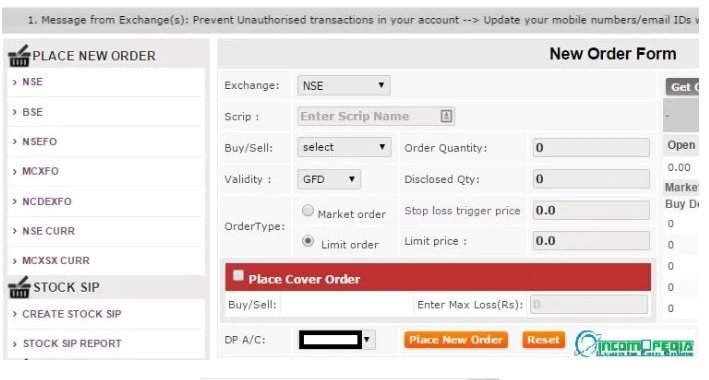 1. Message from Exchange(s): Prevent Unauthorised transactions in your account --> Update your mobile numbers/email IDs
PLACE NEW ORDER
> NSE
> BSE
> NSEFO
> MCXFO
> NCDEXFO
> NSE CURR
> MCXSX CURR
STOCK SIP
> CREATE STOCK SIP
> STOCK SIP REPORT
New Order Form
Exchange: NSE
Scrip : Enter Scrip Name
Buy/Sell: select Order Quantity: 0
Validity : GFD Disclosed Qty: 0
OrderType:
Market order Stop loss trigger price 0.0
Limit order Limit price : 0.0
Place Cover Order
Buy/Sell: Enter Max Loss(Rs): 0
DP A/C: Place New Order Reset
INCOMOPEDIA
Learn to Earn Online
Get
-
Open
0.00
Buy
0
0
0
0
0